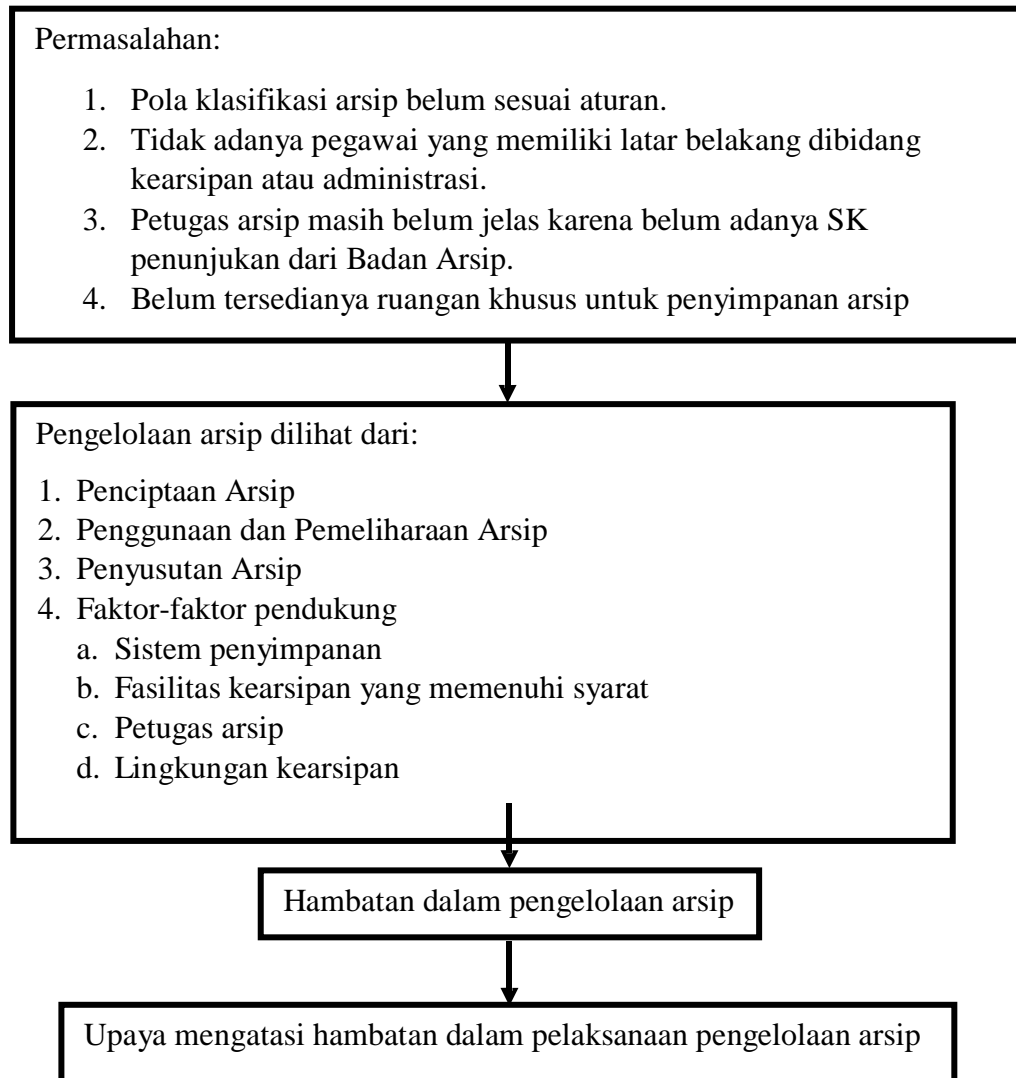 Permasalahan:
1. Pola klasifikasi arsip belum sesuai aturan.
2. Tidak adanya pegawai yang memiliki latar belakang dibidang
kearsipan atau administrasi.
3. Petugas arsip masih belum jelas karena belum adanya SK
penunjukan dari Badan Arsip.
4. Belum tersedianya ruangan khusus untuk penyimpanan arsip
Pengelolaan arsip dilihat dari:
1. Penciptaan Arsip
2. Penggunaan dan Pemeliharaan Arsip
3. Penyusutan Arsip
4. Faktor-faktor pendukung
a. Sistem penyimpanan
b. Fasilitas kearsipan yang memenuhi syarat
c. Petugas arsip
d. Lingkungan kearsipan
Hambatan dalam pengelolaan arsip
Upaya mengatasi hambatan dalam pelaksanaan pengelolaan arsip